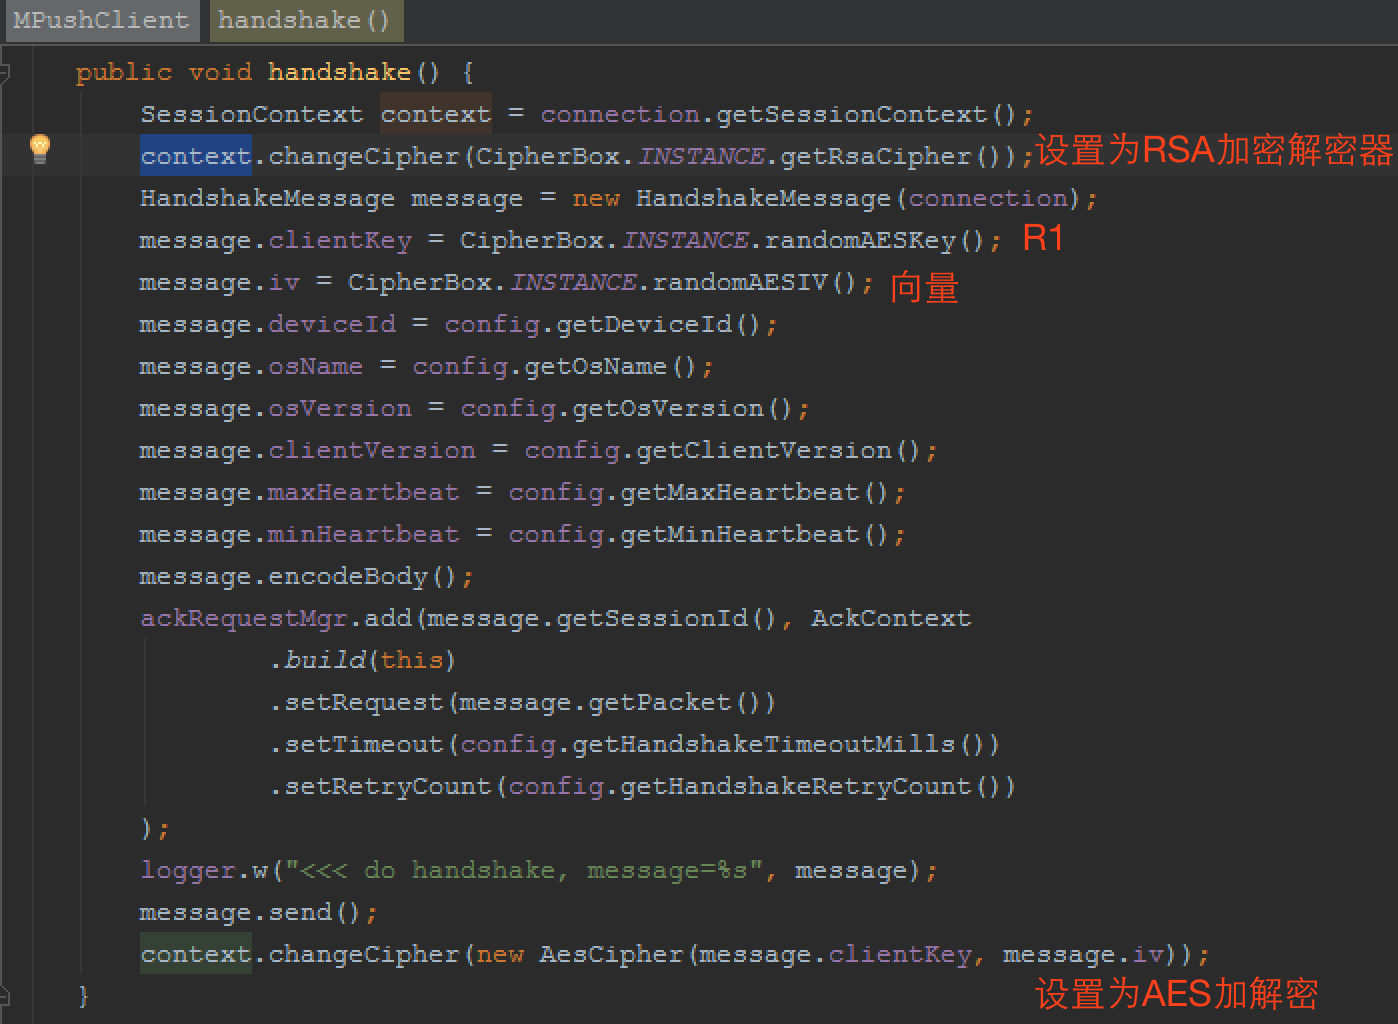 MPushClient handshake()
public void handshake() {
SessionContext context = connection.getSessionContext();
context.changeCipher(CipherBox.INSTANCE.getRsaCipher()); 设置为RSA加密解密器
HandshakeMessage message = new HandshakeMessage(connection);
message.clientKey = CipherBox.INSTANCE.randomAESKey(); R1
message.iv = CipherBox.INSTANCE.randomAESIV(); 向量
message.deviceId = config.getDeviceId();
message.osName = config.getOsName();
message.osVersion = config.getOsVersion();
message.clientVersion = config.getClientVersion();
message.maxHeartbeat = config.getMaxHeartbeat();
message.minHeartbeat = config.getMinHeartbeat();
message.encodeBody();
ackRequestMgr.add(message.getSessionId(), AckContext
.build(this)
.setRequest(message.getPacket())
.setTimeout(config.getHandshakeTimeoutMills())
.setRetryCount(config.getHandshakeRetryCount())
);
logger.w("<<< do handshake, message=%s", message);
message.send();
context.changeCipher(new AesCipher(message.clientKey, message.iv));
设置为AES加解密
}